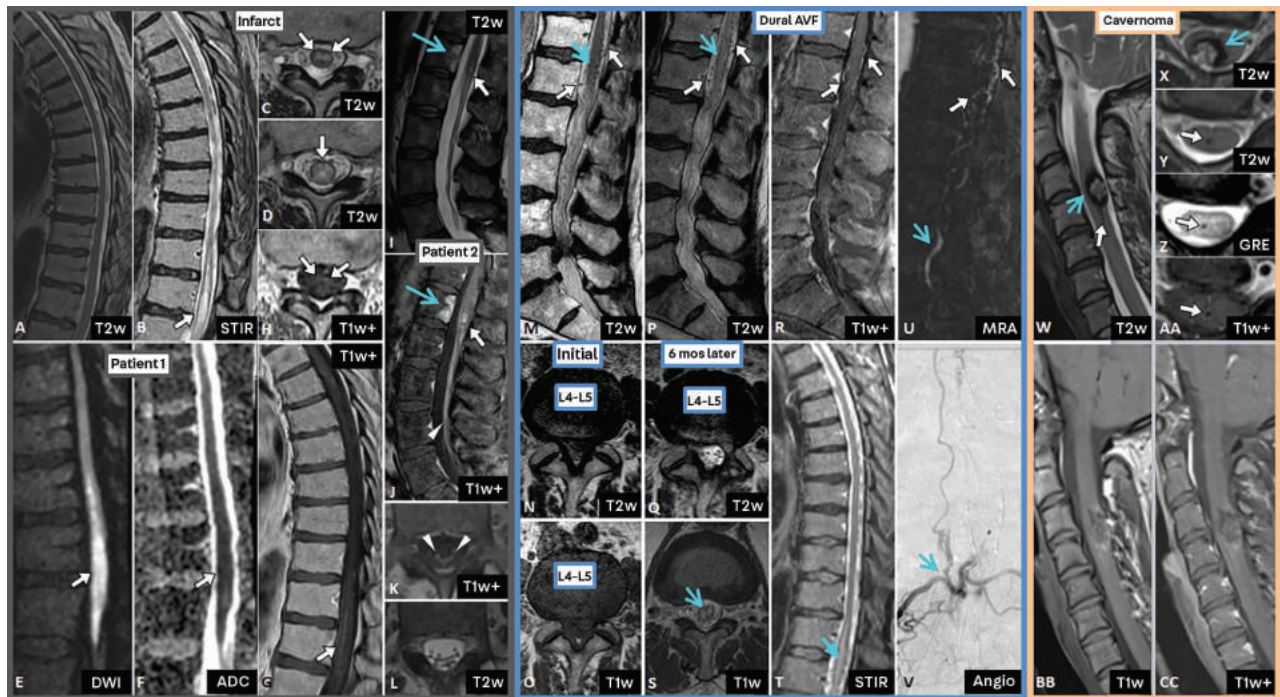 Infarct
A
T2w
B
STIR
C
T2w
D
T2w
H
T1w+
Patient 1
E
DWI
F
ADC
T1w+
G
T2w
I
Patient 2
J
T1w+
K
T1w+
L
T2w
Dural AVF
M
T2w
P
T2w
R
T1w+
U
MRA
Initial
L4-L5
N
T2w
6 mos later
L4-L5
Q
T2w
L4-L5
O
T1w
S
T1w+
T
STIR
V
Angio
Cavernoma
W
T2w
X
T2w
Y
T2w
Z
GRE
AA
T1w+
BB
T1w
CC
T1w+